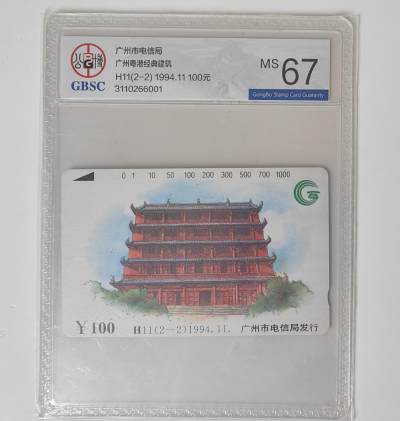 广州市电信局
广州粤港经典建筑
H11(2-2) 1994.11 100元
3110266001
GBSC
MS 67
GongBo Stamp Card Guaranty
0 1 10 50 100 300 500 700 1000
¥100
H11(2-2)1994.11.
广州市电信局发行